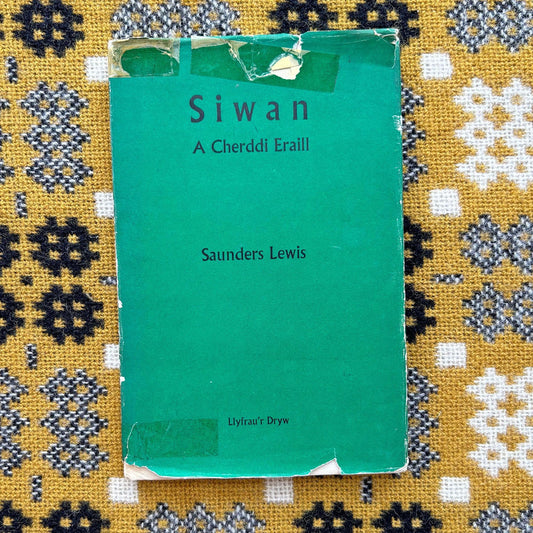 Siwan
A Cherddi Eraill
Saunders Lewis
Llyfrau'r Dryw